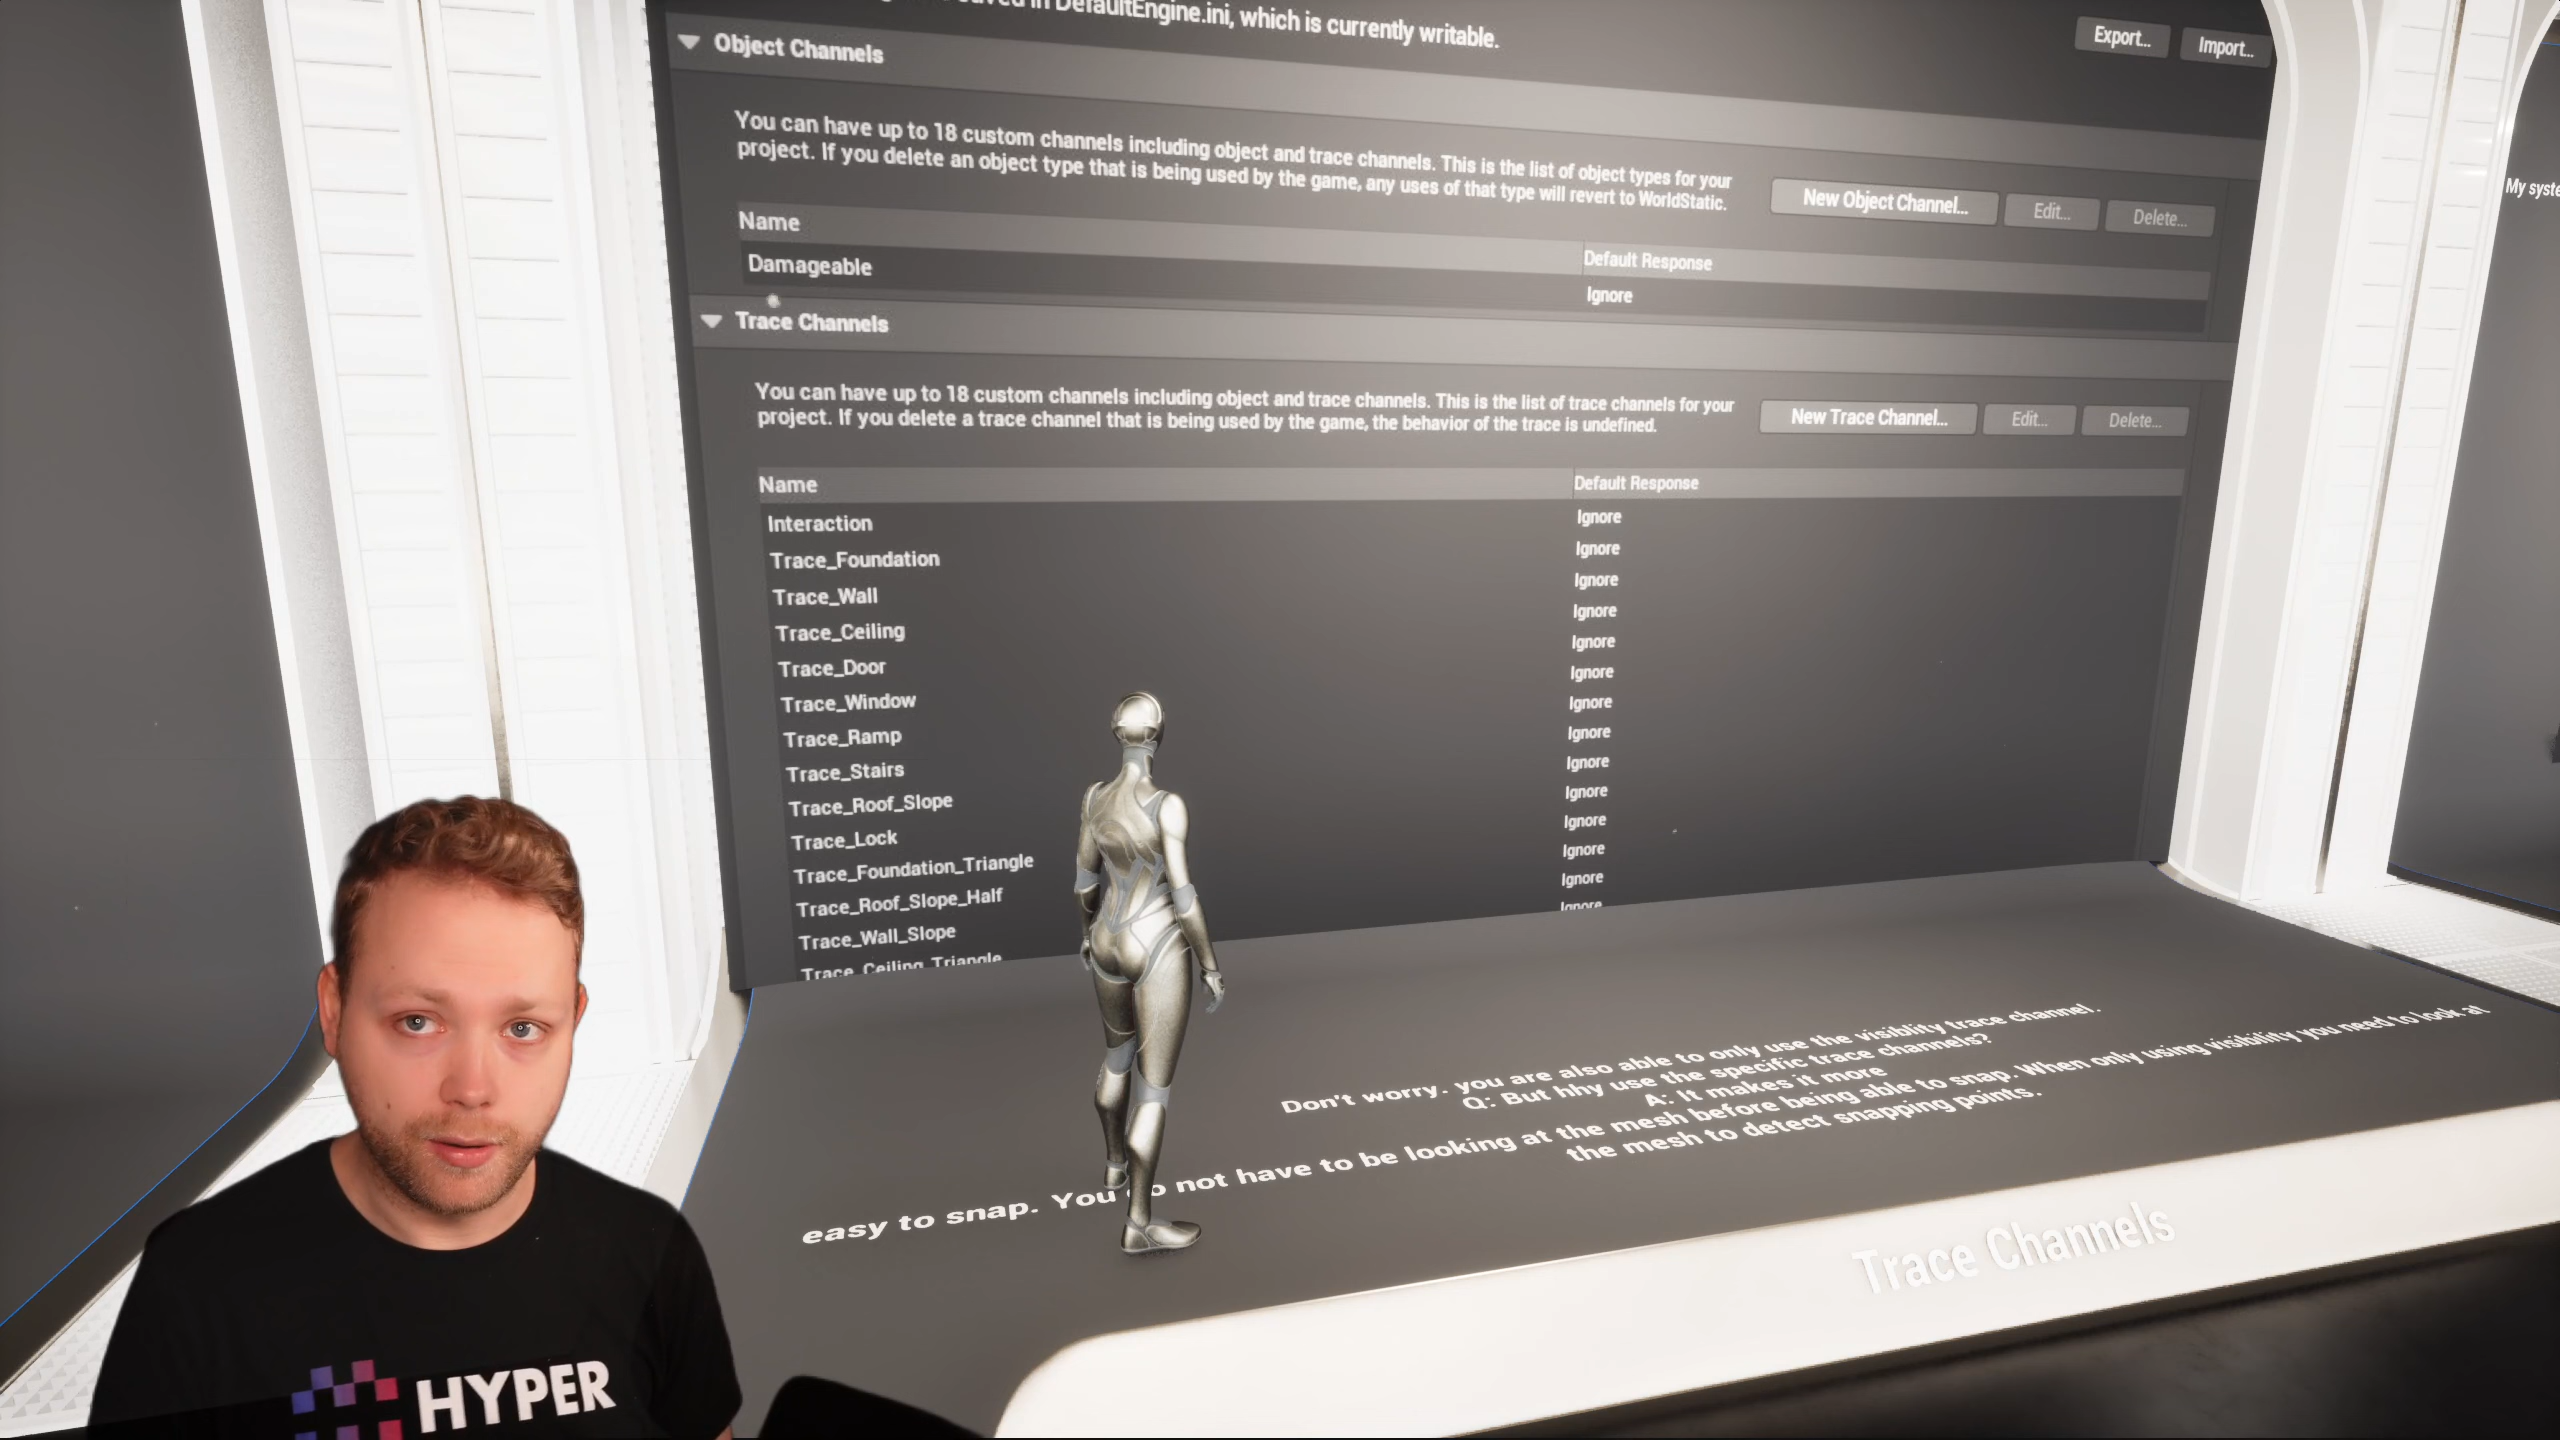 in DefaultEngine.ini, which is currently writable.
Export...
Import...
Object Channels
You can have up to 18 custom channels including object and trace channels. This is the list of object types for your
project. If you delete an object type that is being used by the game, any uses of that type will revert to WorldStatic.
New Object Channel...
Edit...
Delete...
My
Name
Default Response
Damageable
Ignore
Trace Channels
You can have up to 18 custom channels including object and trace channels. This is the list of trace channels for your
project. If you delete a trace channel that is being used by the game, the behavior of the trace is undefined.
New Trace Channel...
Edit...
Delete...
Name
Default Response
Interaction
Ignore
Trace_Foundation
Ignore
Trace_Wall
Ignore
Trace_Ceiling
Ignore
Trace_Door
Ignore
Trace_Window
Ignore
Trace_Ramp
Ignore
Trace_Stairs
Ignore
Trace_Roof_Slope
Ignore
Trace_Lock
Ignore
Trace_Foundation_Triangle
Ignore
Trace_Roof_Slope_Half
Ignore
Trace_Wall_Slope
Ignore
Trace_Ceiling_Triangle
Ignore
Don't worry. you are also able to only use the visiblity trace channel.
Q: But hhy use the specific trace channels?
A: It makes it more
easy to snap. You do not have to be looking at the mesh before being able to snap. When only using visibility you need to look at
the mesh to detect snapping points.
Trace Channels
HYPER